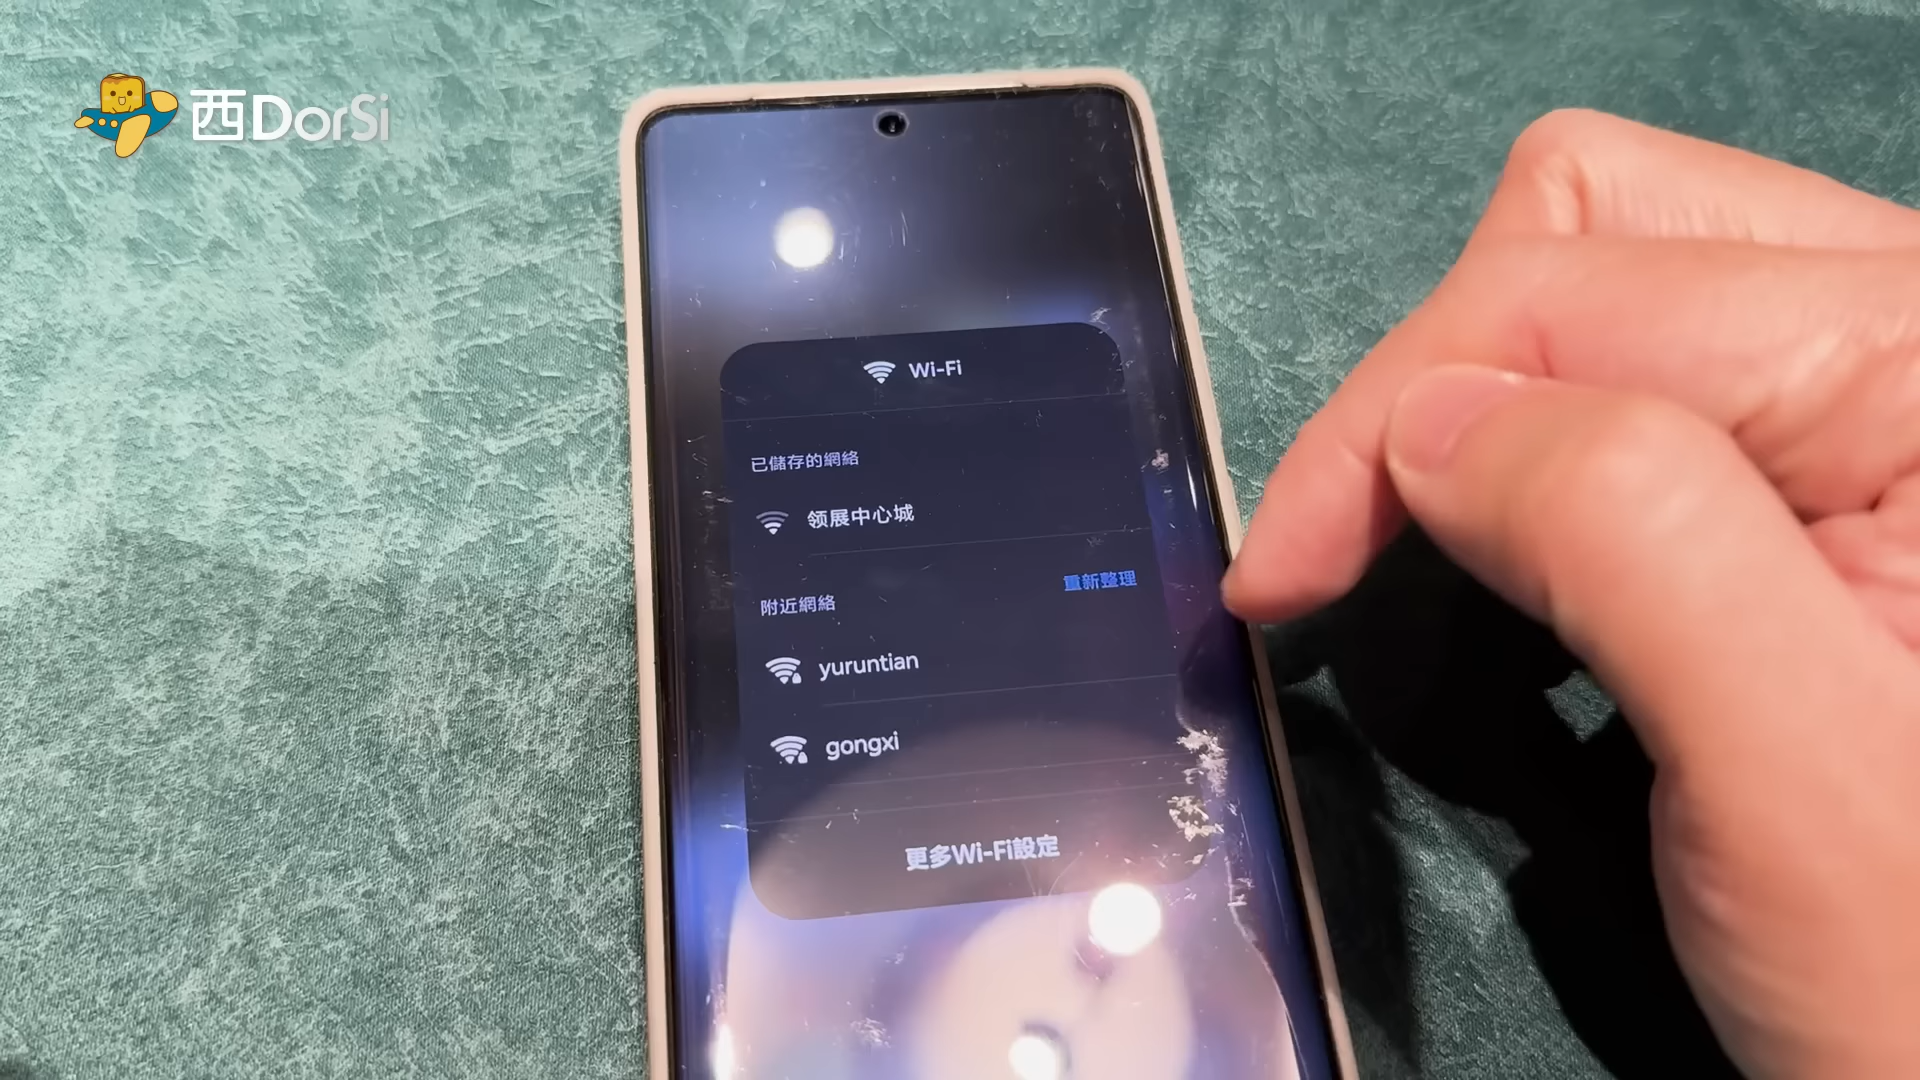 西DorSi
Wi-Fi
已儲存的網絡
领展中心城
附近網絡
重新整理
yuruntian
gongxi
更多Wi-Fi設定